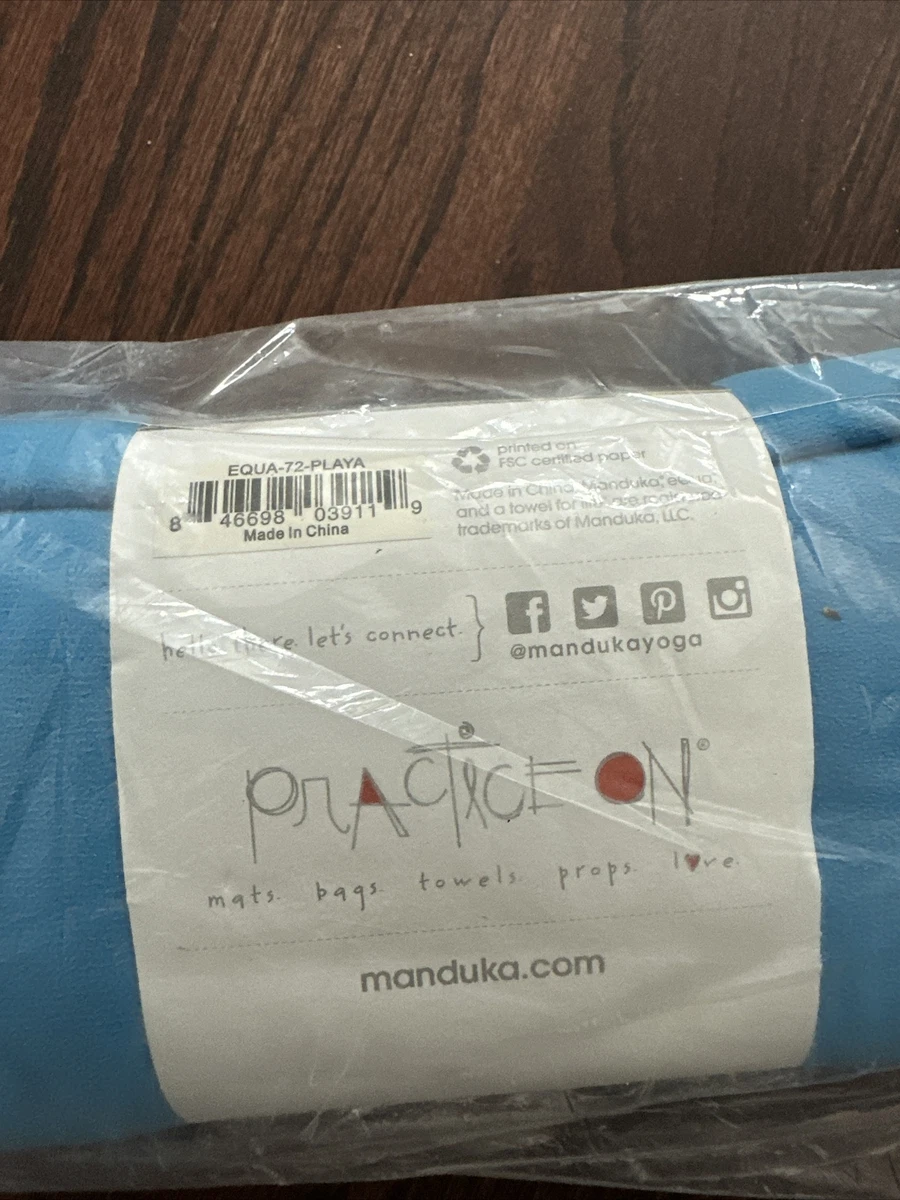 EQUA-72-PLAYA
8 46698 03911 9
Made In China
printed on
FSC certified paper
Made in China. Manduka, eQua,
and a towel for are
trademarks of Manduka, LLC.
hello there. let's connect.
@mandukayoga
prACticE ON®
mats. bags. towels. props. love.
manduka.com